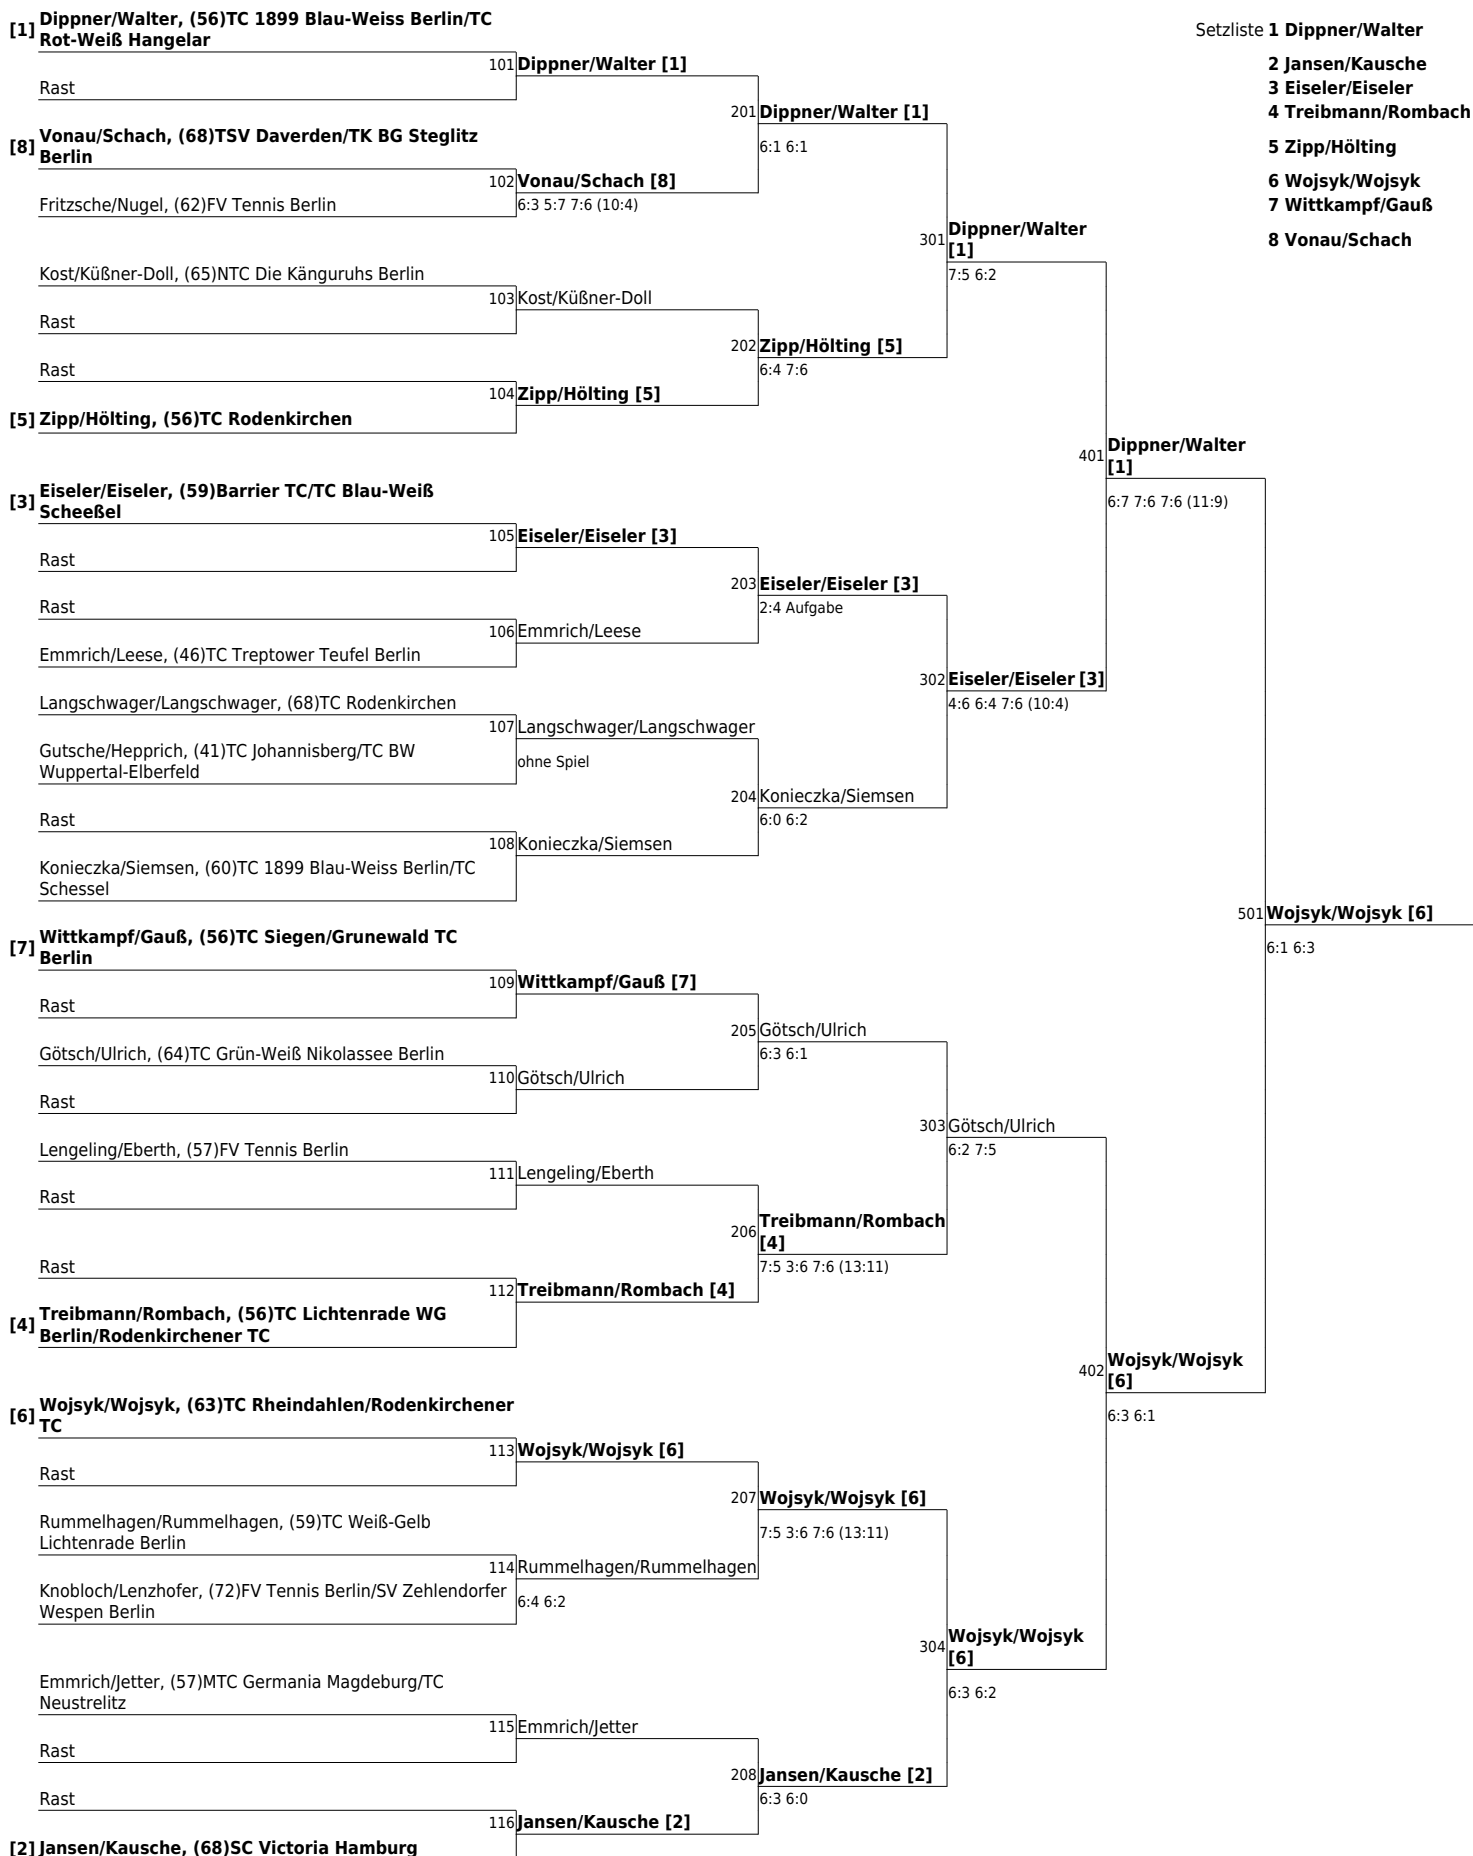 Dippner/Walter, (56)TC 1899 Blau-Weiss Berlin/TC
[1]
Rot-Weiß Hangelar
Setzliste 1 Dippner/Walter
101 Dippner/Walter [1]
2 Jansen/Kausche
Rast
3 Eiseler/Eiseler
201 Dippner/Walter [1]
4 Treibmann/Rombach
Vonau/Schach, (68)TSV Daverden/TK BG Steglitz
[8]
Berlin
6:1 6:1
5 Zipp/Hölting
102 Vonau/Schach [8]
6 Wojsyk/Wojsyk
Fritzsche/Nugel, (62)FV Tennis Berlin
6:3 5:7 7:6 (10:4)
7 Wittkampf/Gauß
Dippner/Walter
301
[1]
8 Vonau/Schach
Kost/Küßner-Doll, (65)NTC Die Känguruhs Berlin
7:5 6:2
103 Kost/Küßner-Doll
Rast
202 Zipp/Hölting [5]
Rast
6:4 7:6
104 Zipp/Hölting [5]
[5] Zipp/Hölting, (56)TC Rodenkirchen
Dippner/Walter
401
[1]
Eiseler/Eiseler, (59)Barrier TC/TC Blau-Weiß
[3]
Scheeßel
6:7 7:6 7:6 (11:9)
105 Eiseler/Eiseler [3]
Rast
203 Eiseler/Eiseler [3]
Rast
2:4 Aufgabe
106 Emmrich/Leese
Emmrich/Leese, (46)TC Treptower Teufel Berlin
302 Eiseler/Eiseler [3]
Langschwager/Langschwager, (68)TC Rodenkirchen
4:6 6:4 7:6 (10:4)
107 Langschwager/Langschwager
Gutsche/Hepprich, (41)TC Johannisberg/TC BW
Wuppertal-Elberfeld
ohne Spiel
204 Konieczka/Siemsen
Rast
6:0 6:2
108 Konieczka/Siemsen
Konieczka/Siemsen, (60)TC 1899 Blau-Weiss Berlin/TC
Schessel
501 Wojsyk/Wojsyk [6]
Wittkampf/Gauß, (56)TC Siegen/Grunewald TC
[7]
Berlin
6:1 6:3
109 Wittkampf/Gauß [7]
Rast
205 Götsch/Ulrich
Götsch/Ulrich, (64)TC Grün-Weiß Nikolassee Berlin
6:3 6:1
110 Götsch/Ulrich
Rast
303 Götsch/Ulrich
Lengeling/Eberth, (57)FV Tennis Berlin
6:2 7:5
111 Lengeling/Eberth
Rast
Treibmann/Rombach
206
[4]
Rast
7:5 3:6 7:6 (13:11)
112 Treibmann/Rombach [4]
Treibmann/Rombach, (56)TC Lichtenrade WG
[4]
Berlin/Rodenkirchener TC
Wojsyk/Wojsyk
402
[6]
Wojsyk/Wojsyk, (63)TC Rheindahlen/Rodenkirchener
[6]
TC
6:3 6:1
113 Wojsyk/Wojsyk [6]
Rast
207 Wojsyk/Wojsyk [6]
Rummelhagen/Rummelhagen, (59)TC Weiß-Gelb
Lichtenrade Berlin
7:5 3:6 7:6 (13:11)
114 Rummelhagen/Rummelhagen
Knobloch/Lenzhofer, (72)FV Tennis Berlin/SV Zehlendorfer
Wespen Berlin
6:4 6:2
Wojsyk/Wojsyk
304
[6]
Emmrich/Jetter, (57)MTC Germania Magdeburg/TC
Neustrelitz
6:3 6:2
115 Emmrich/Jetter
Rast
208 Jansen/Kausche [2]
Rast
6:3 6:0
116 Jansen/Kausche [2]
[2] Jansen/Kausche, (68)SC Victoria Hamburg